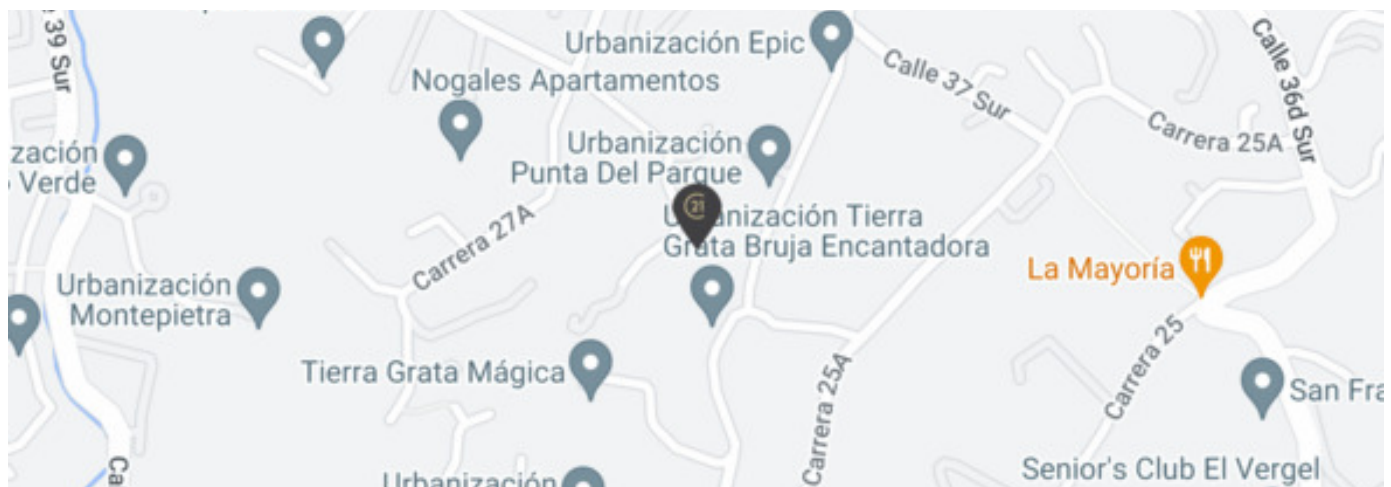 39 Sur
Urbanización Epic
Nogales Apartamentos
Calle 37 Sur
Calle 36d Sur
Carrera 25A
Urbanización
Punta Del Parque
zación
Verde
21
Urbanización Tierra
Grata Bruja Encantadora
Carrera 27A
La Mayoría
Urbanización
Montepietra
Tierra Grata Mágica
Carrera 25A
Carrera 25
San Fra
Ca
Urbanización
Senior's Club El Vergel